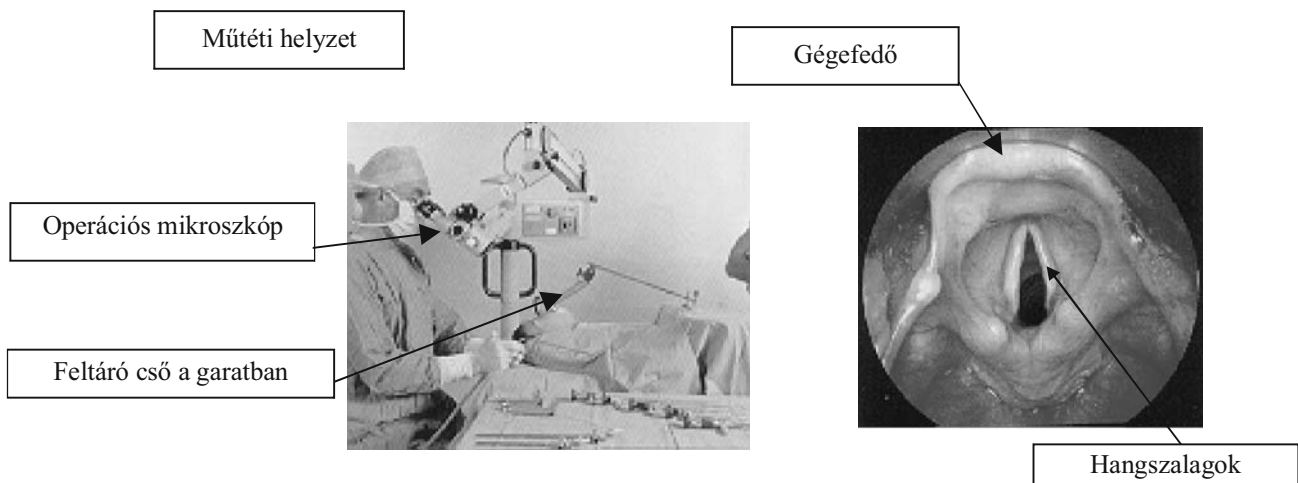 Műtéti helyzet
Gégefedő
Operációs mikroszkóp
Feltáró cső a garatban
Hangszalagok